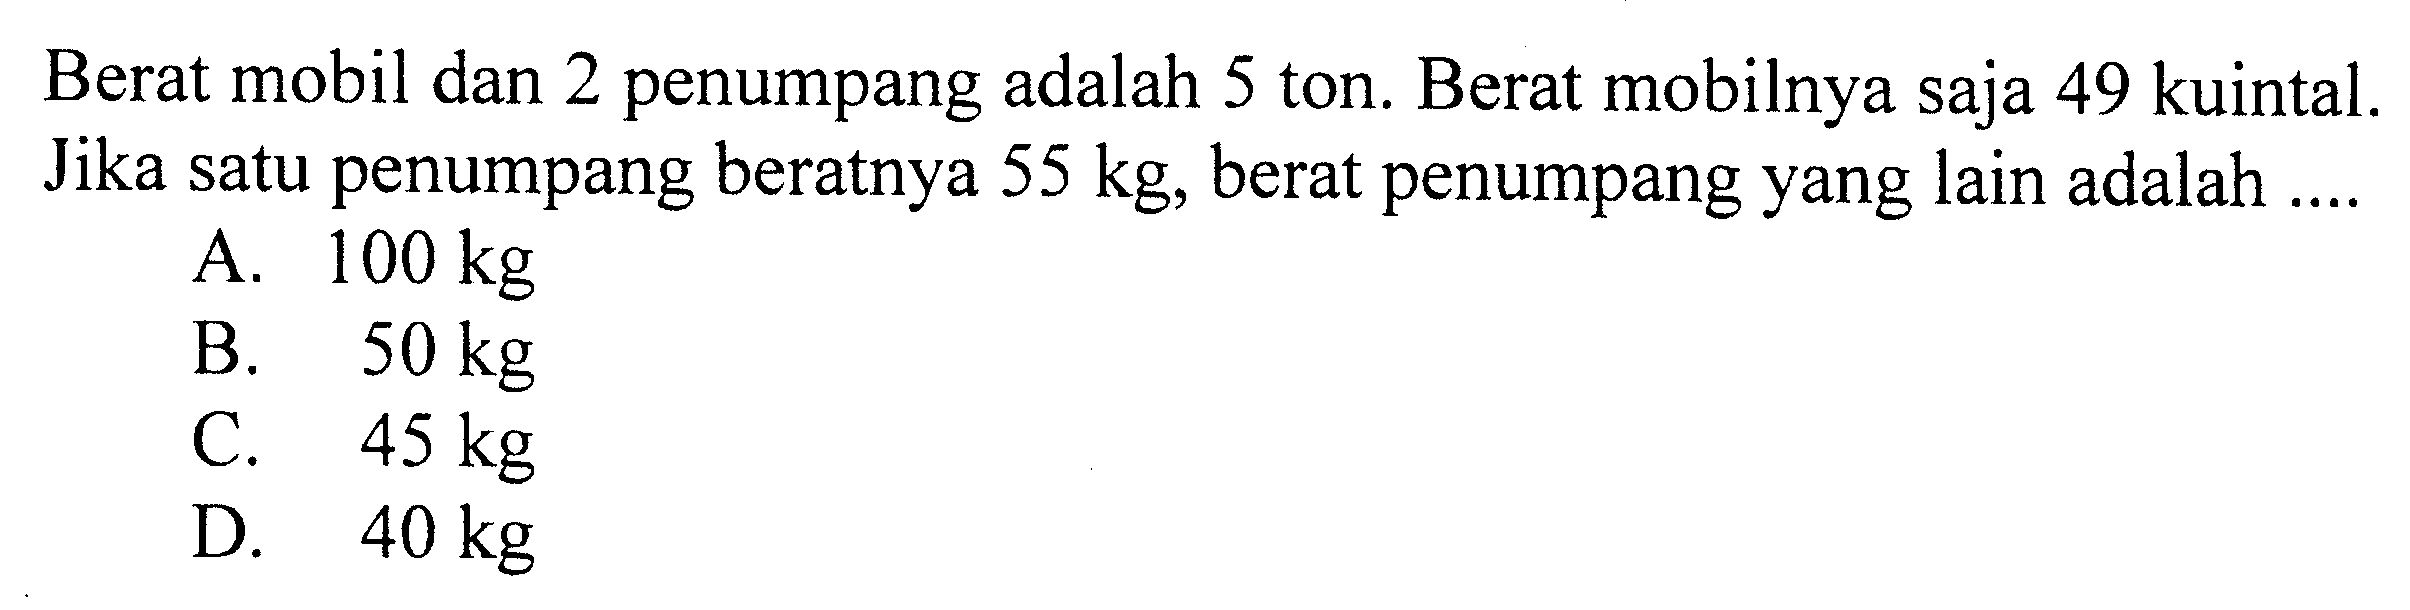 Berat mobil dan 2 penumpang adalah 5 ton. Berat mobilnya saja 49 kuintal.
Jika satu penumpang beratnya 55 kg, berat penumpang yang lain adalah ....
A. 100 kg
B. 50 kg
C. 45 kg
D. 40 kg